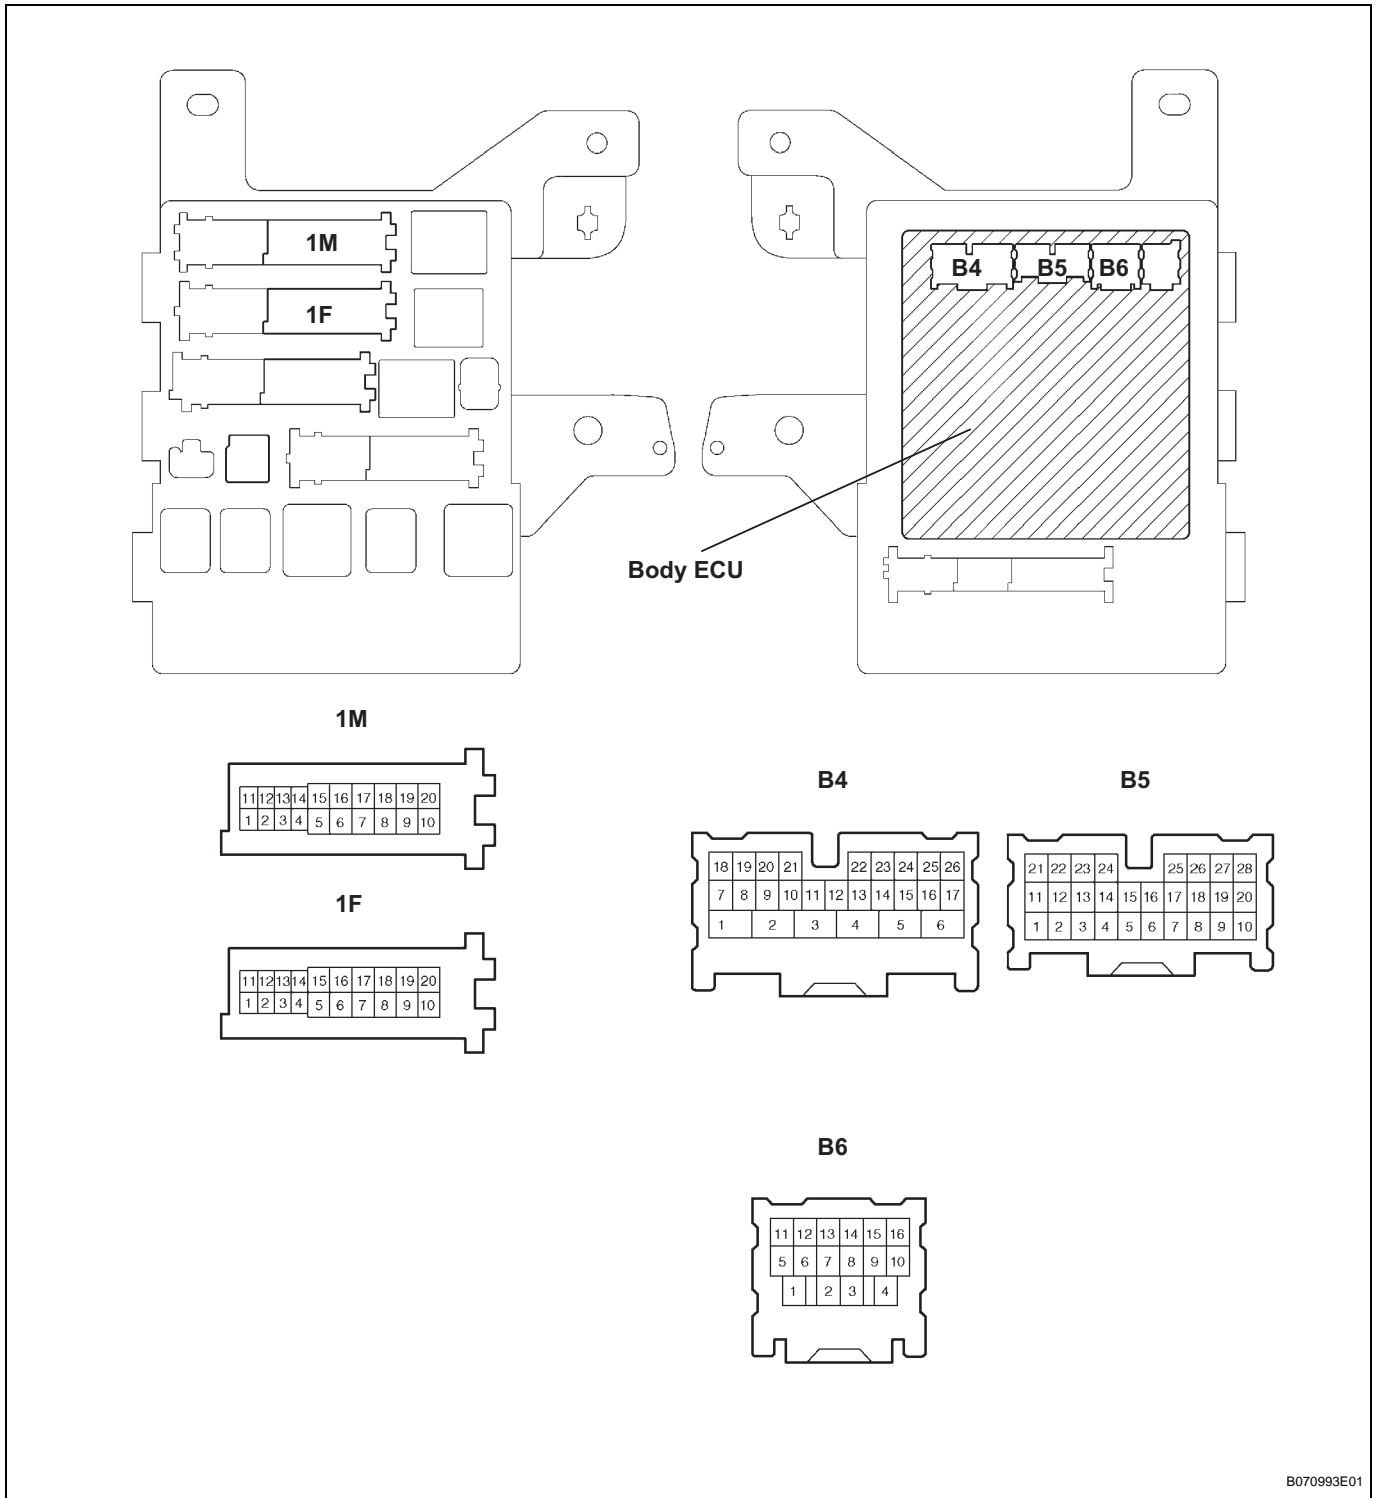 1M
1F
B4 B5 B6
Body ECU
1M
11 12 13 14 15 16 17 18 19 20
1 2 3 4 5 6 7 8 9 10
1F
11 12 13 14 15 16 17 18 19 20
1 2 3 4 5 6 7 8 9 10
B4
18 19 20 21 22 23 24 25 26
7 8 9 10 11 12 13 14 15 16 17
1 2 3 4 5 6
B5
21 22 23 24 25 26 27 28
11 12 13 14 15 16 17 18 19 20
1 2 3 4 5 6 7 8 9 10
B6
11 12 13 14 15 16
5 6 7 8 9 10
1 2 3 4
B070993E01